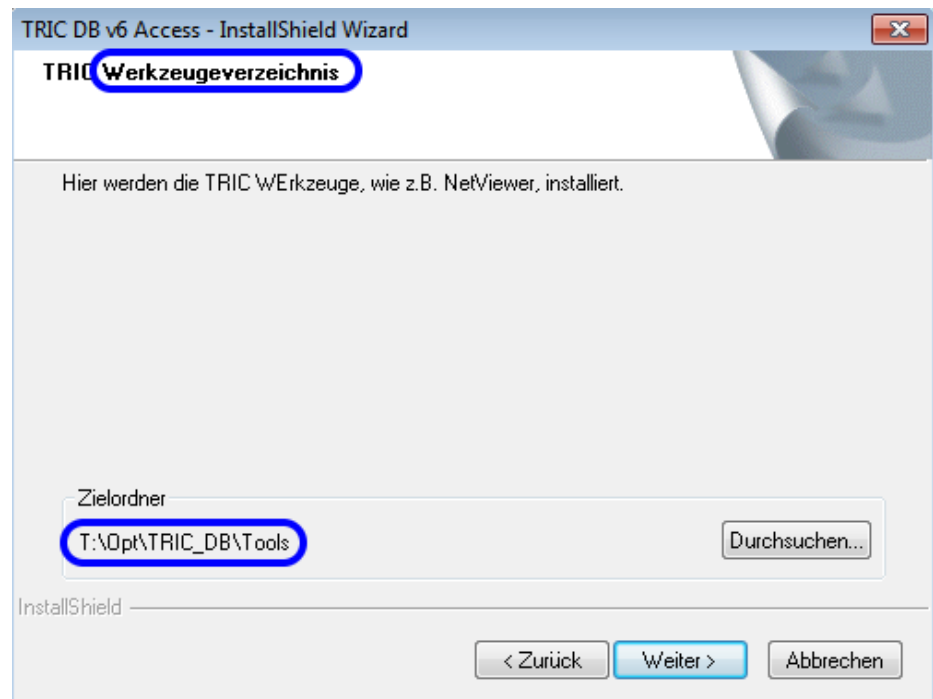 TRIC DB v6 Access - InstallShield Wizard
TRIC Werkzeugeverzeichnis
Hier werden die TRIC WErkzeuge, wie z.B. NetViewer, installiert.
Zielordner
T:\Opt\TRIC_DB\Tools
Durchsuchen...
InstallShield
< Zurück Weiter > Abbrechen